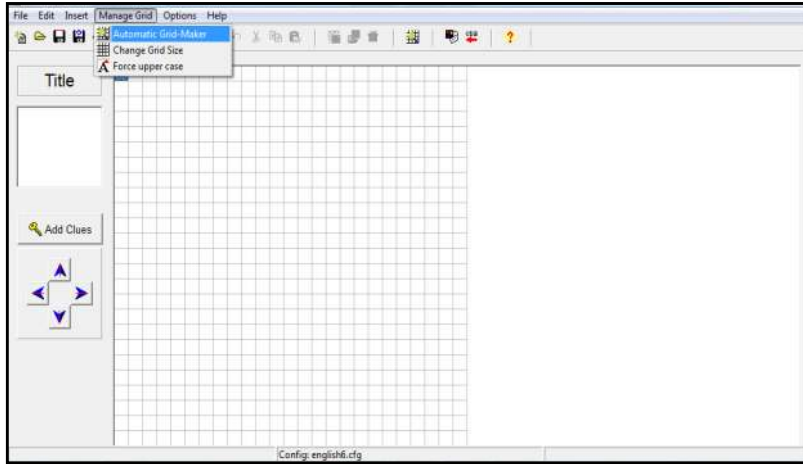 File Edit Insert Manage Grid Options Help
Automatic Grid-Maker
Change Grid Size
Force upper case
Title
Add Clues
Config: english6.cfg